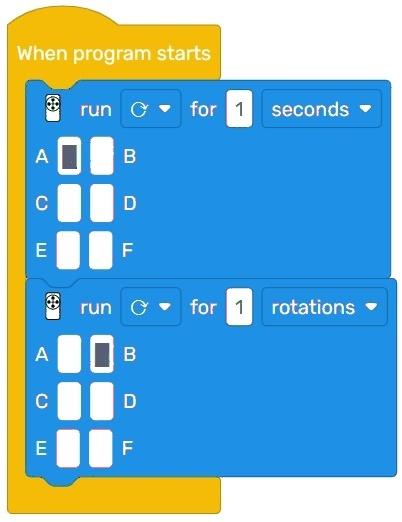 When program starts
run for 1 seconds
A B
C D
E F
run for 1 rotations
A B
C D
E F